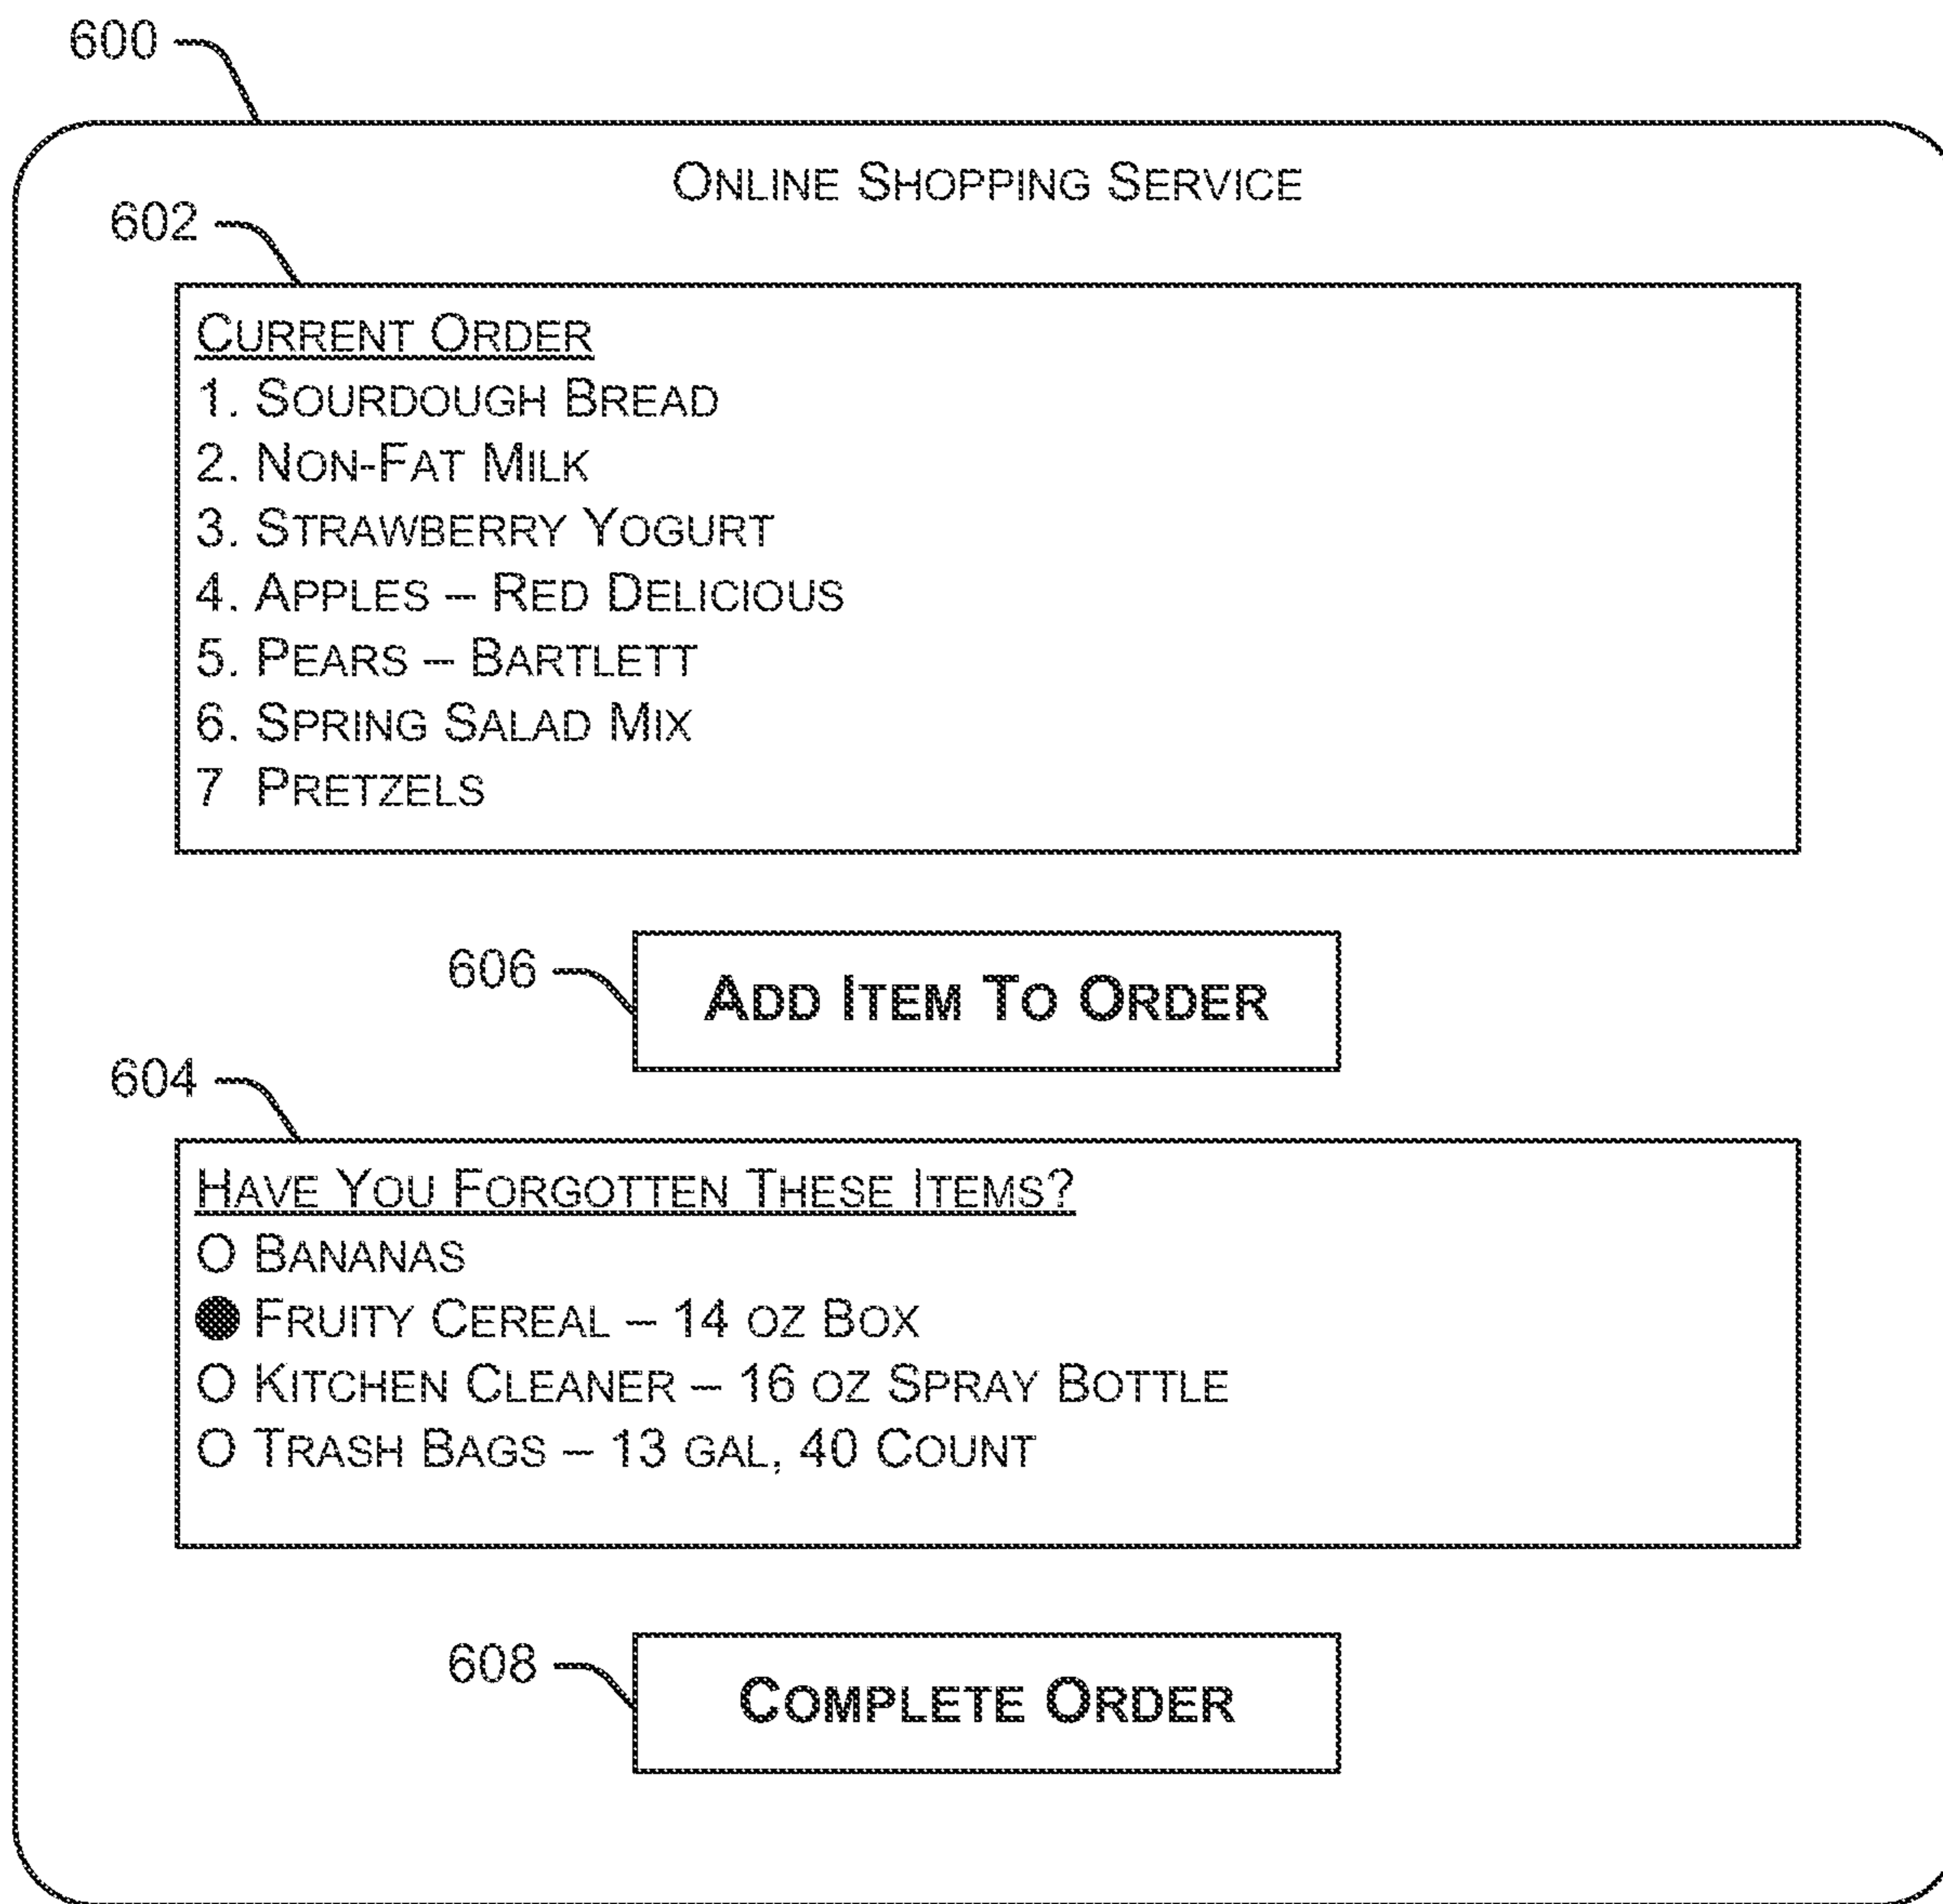 600
ONLINE SHOPPING SERVICE
602
CURRENT ORDER
1. SOURDOUGH BREAD
2. NON-FAT MILK
3. STRAWBERRY YOGURT
4. APPLES – RED DELICIOUS
5. PEARS – BARTLETT
6. SPRING SALAD MIX
7 PRETZELS
606
ADD ITEM TO ORDER
604
HAVE YOU FORGOTTEN THESE ITEMS?
BANANAS
FRUITY CEREAL – 14 OZ BOX
KITCHEN CLEANER – 16 OZ SPRAY BOTTLE
TRASH BAGS – 13 GAL, 40 COUNT
608
COMPLETE ORDER